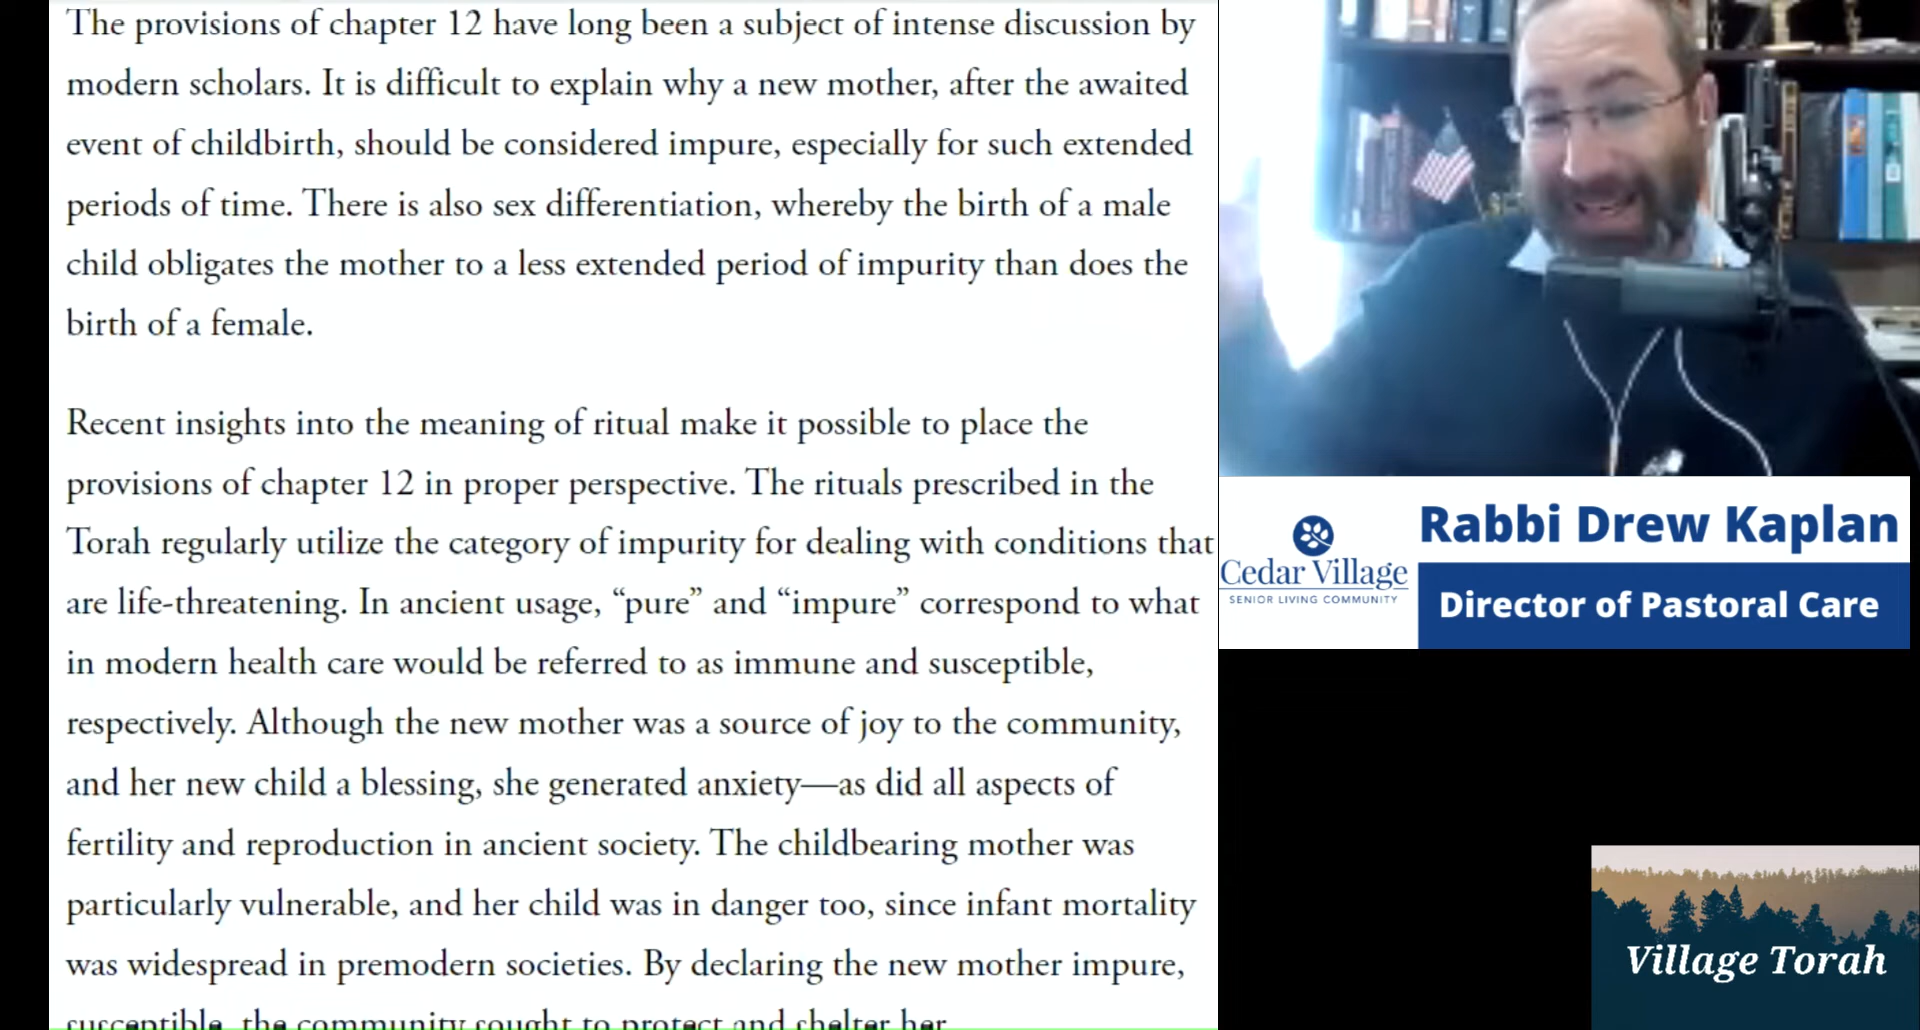 The provisions of chapter 12 have long been a subject of intense discussion by
modern scholars. It is difficult to explain why a new mother, after the awaited
event of childbirth, should be considered impure, especially for such extended
periods of time. There is also sex differentiation, whereby the birth of a male
child obligates the mother to a less extended period of impurity than does the
birth of a female.
Recent insights into the meaning of ritual make it possible to place the
provisions of chapter 12 in proper perspective. The rituals prescribed in the
Torah regularly utilize the category of impurity for dealing with conditions that
are life-threatening. In ancient usage, “pure” and “impure” correspond to what
in modern health care would be referred to as immune and susceptible,
respectively. Although the new mother was a source of joy to the community,
and her new child a blessing, she generated anxiety—as did all aspects of
fertility and reproduction in ancient society. The childbearing mother was
particularly vulnerable, and her child was in danger too, since infant mortality
was widespread in premodern societies. By declaring the new mother impure,
susceptible, the community sought to protect and shelter her.
Cedar Village
SENIOR LIVING COMMUNITY
Rabbi Drew Kaplan
Director of Pastoral Care
Village Torah